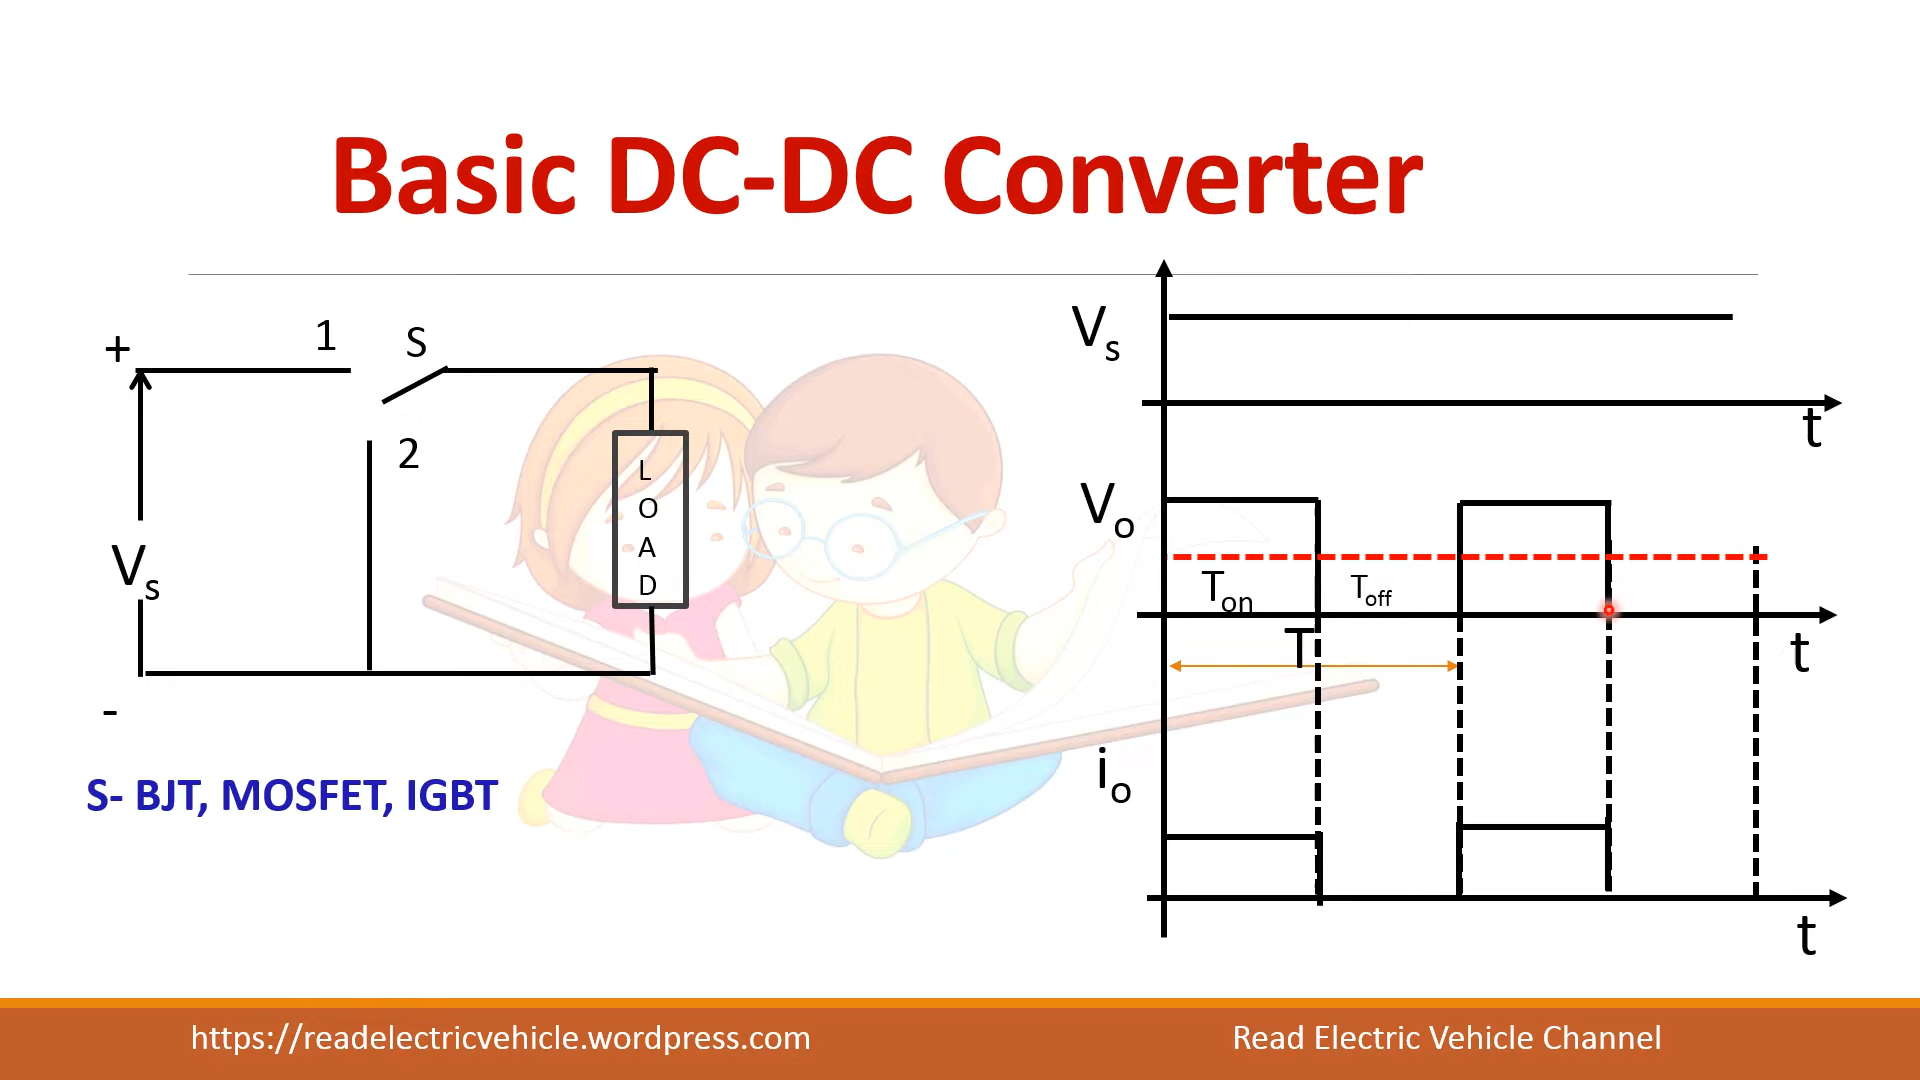 Basic DC-DC Converter
+
1
S
2
V_s
-
L
O
A
D
S- BJT, MOSFET, IGBT
V_s
t
V_o
T_on
T_off
T
t
i_o
t
https://readelectricvehicle.wordpress.com
Read Electric Vehicle Channel